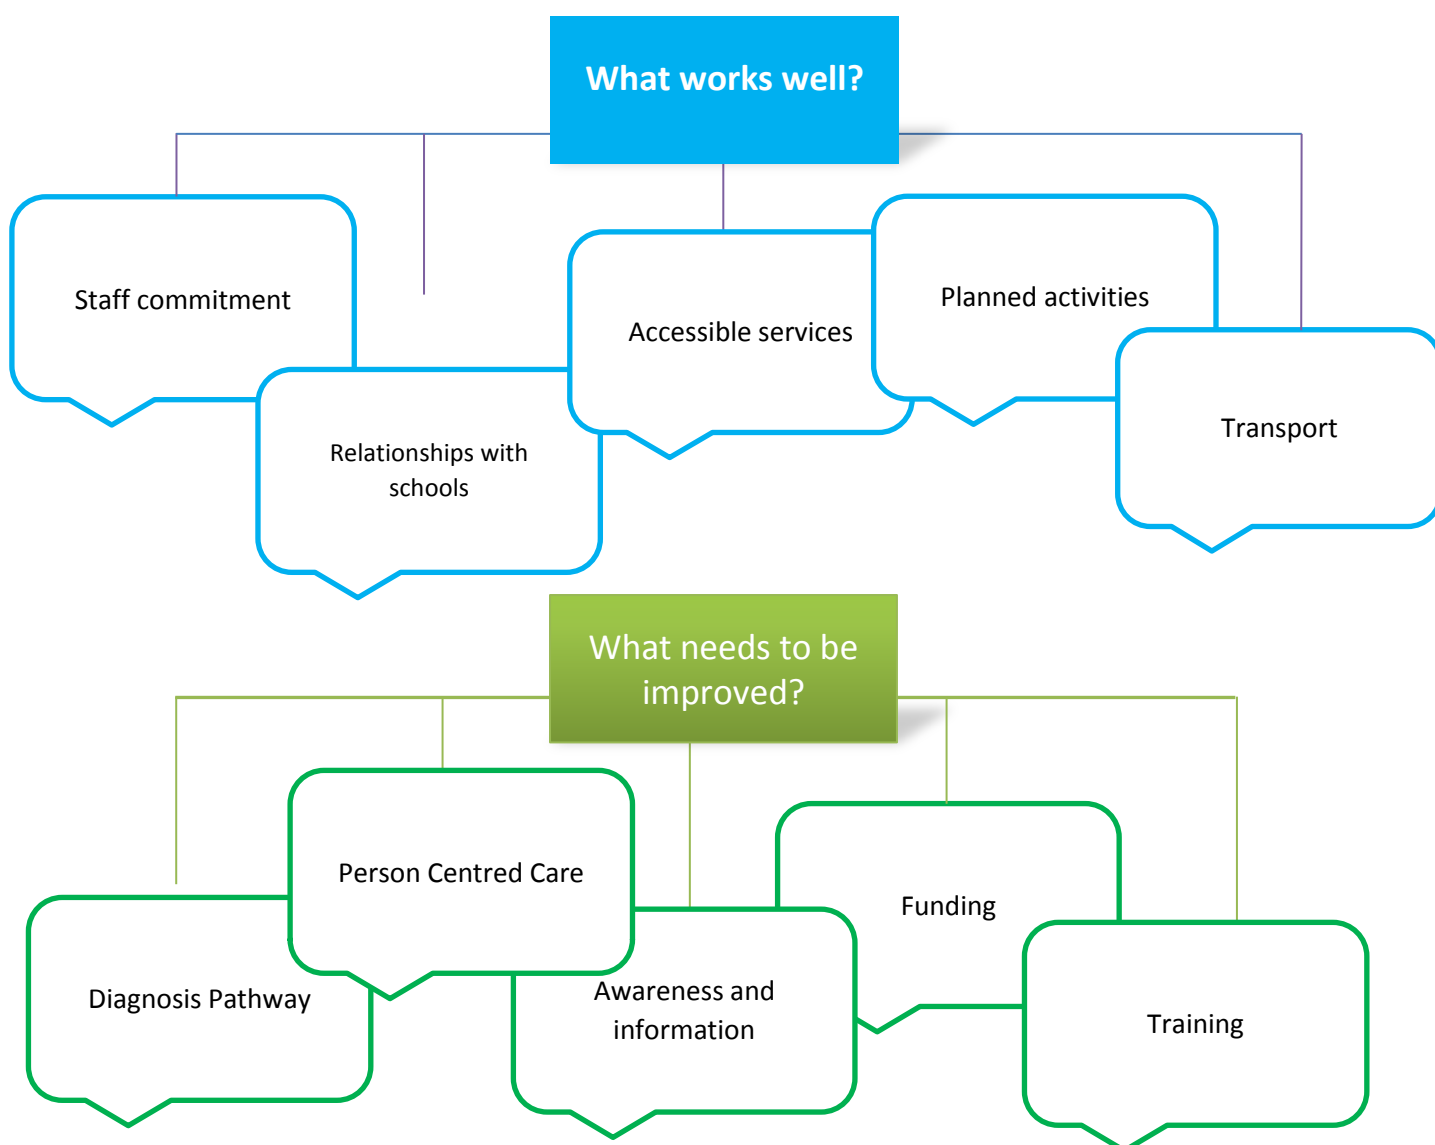 What works well?
Staff commitment
Relationships with
schools
Accessible services
Planned activities
Transport
What needs to be
improved?
Diagnosis Pathway
Person Centred Care
Awareness and
information
Funding
Training